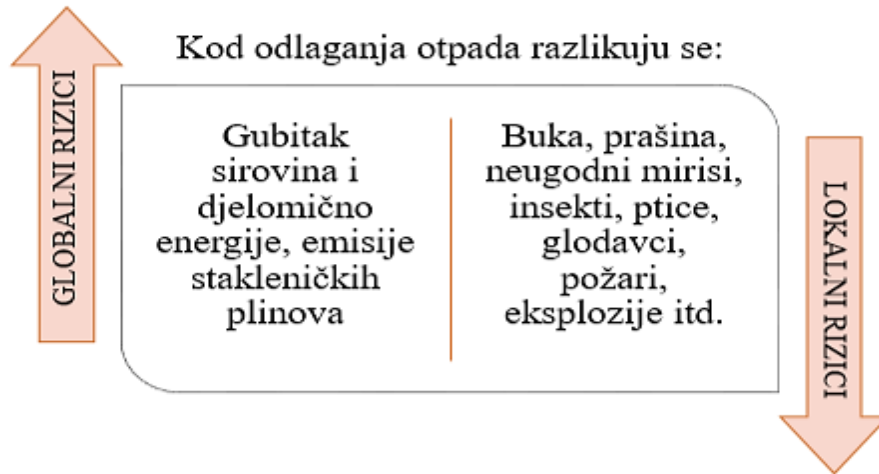 Kod odlaganja otpada razlikuju se:
GLOBALNI RIZICI
Gubitak
sirovina i
djelomično
energije, emisije
stakleničkih
plinova
Buka, prašina,
neugodni mirisi,
insekti, ptice,
glodavci,
požari,
eksplozije itd.
LOKALNI RIZICI